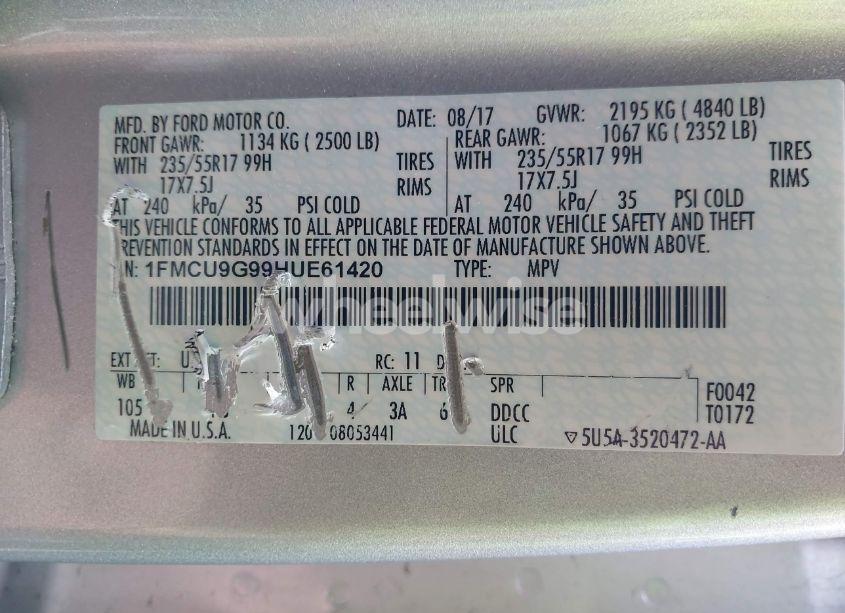 MFD. BY FORD MOTOR CO. DATE: 08/17 GVWR: 2195 KG ( 4840 LB)
FRONT GAWR: 1134 KG ( 2500 LB) REAR GAWR: 1067 KG ( 2352 LB)
WITH 235/55R17 99H TIRES WITH 235/55R17 99H TIRES
17X7.5J RIMS 17X7.5J RIMS
AT 240 kPa/ 35 PSI COLD AT 240 kPa/ 35 PSI COLD
THIS VEHICLE CONFORMS TO ALL APPLICABLE FEDERAL MOTOR VEHICLE SAFETY AND THEFT
PREVENTION STANDARDS IN EFFECT ON THE DATE OF MANUFACTURE SHOWN ABOVE.
N: 1FMCU9G99HUE61420 TYPE: MPV
wheelwise
EXT U RC: 11 D
WB R AXLE TR SPR
105 4 3A 6 DDCC
F0042
T0172
MADE IN U.S.A. 120 08053441 ULC ▽5U5A-3520472-AA